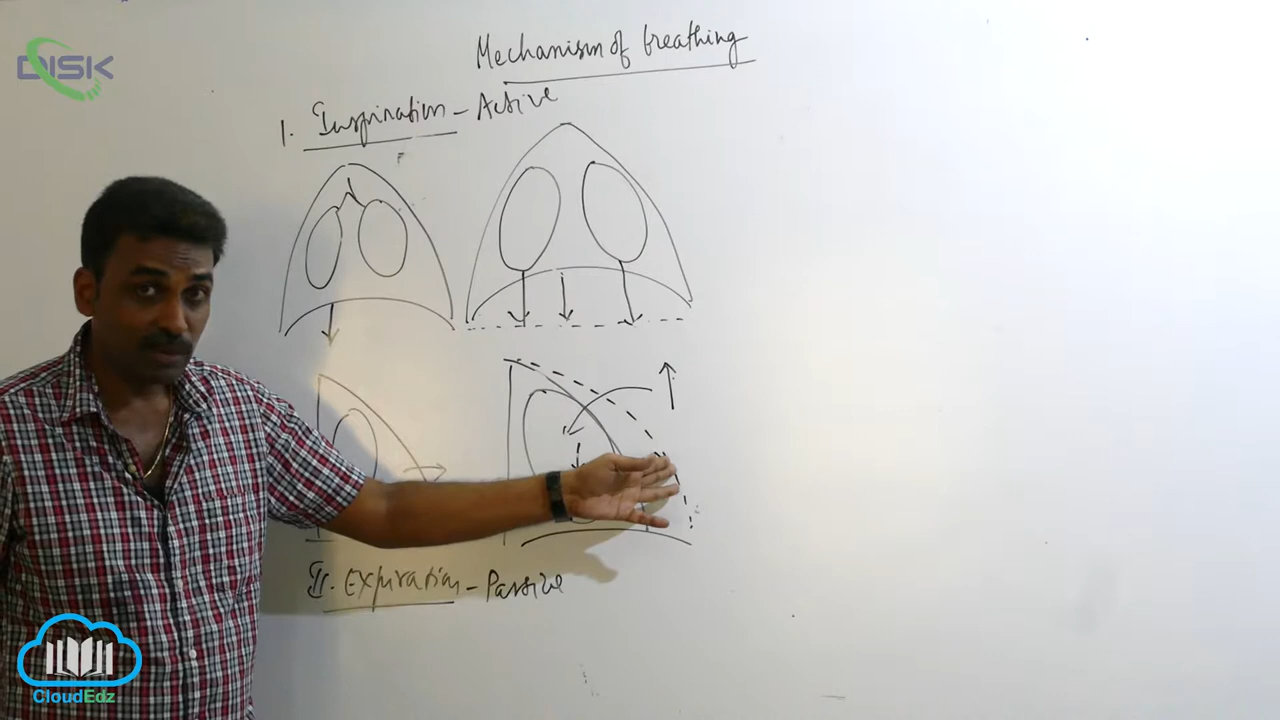 DISK
Mechanism of breathing
1. Inspiration - Active
II. Expiration - Passive
CloudEdz